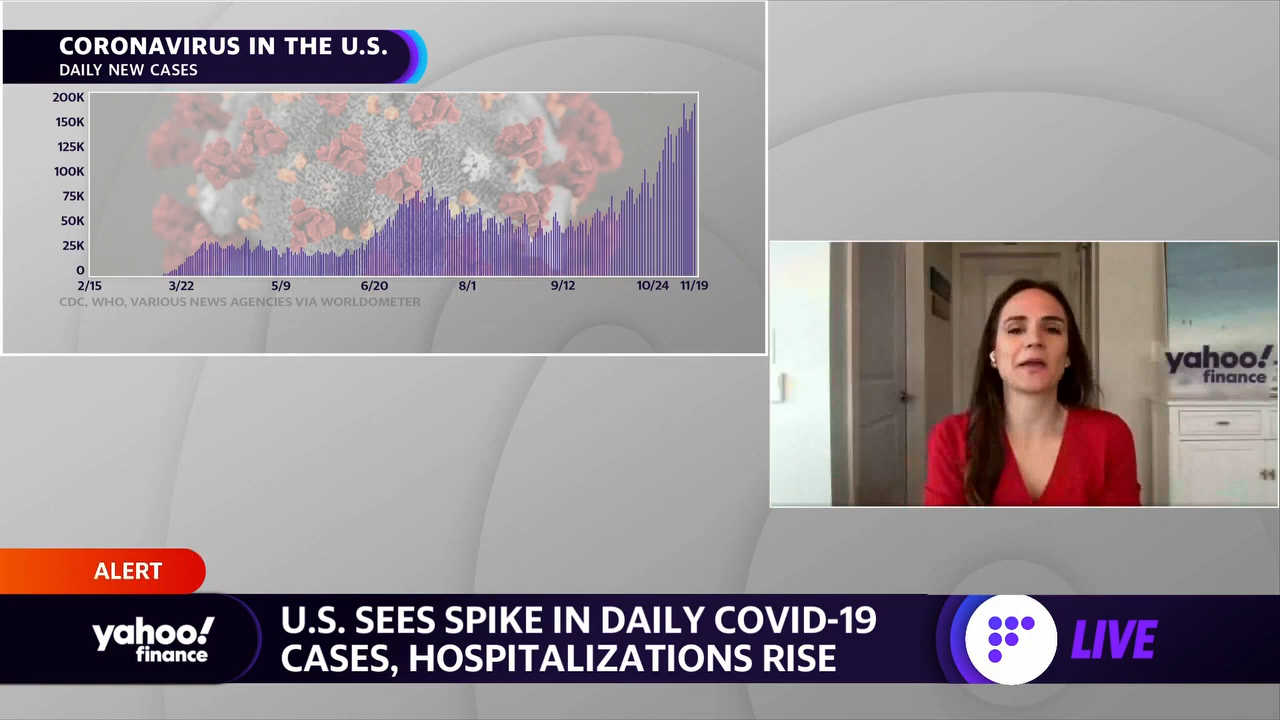 CORONAVIRUS IN THE U.S.
DAILY NEW CASES
200K
150K
125K
100K
75K
50K
25K
0
2/15 3/22 5/9 6/20 8/1 9/12 10/24 11/19
CDC, WHO, VARIOUS NEWS AGENCIES VIA WORLDOMETER
yahoo!
finance
ALERT
yahoo!
finance
U.S. SEES SPIKE IN DAILY COVID-19
CASES, HOSPITALIZATIONS RISE
LIVE